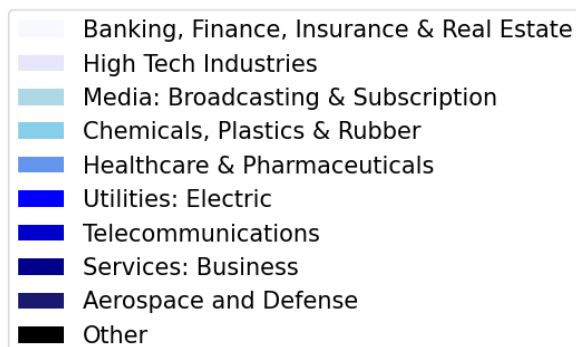 Banking, Finance, Insurance & Real Estate
High Tech Industries
Media: Broadcasting & Subscription
Chemicals, Plastics & Rubber
Healthcare & Pharmaceuticals
Utilities: Electric
Telecommunications
Services: Business
Aerospace and Defense
Other